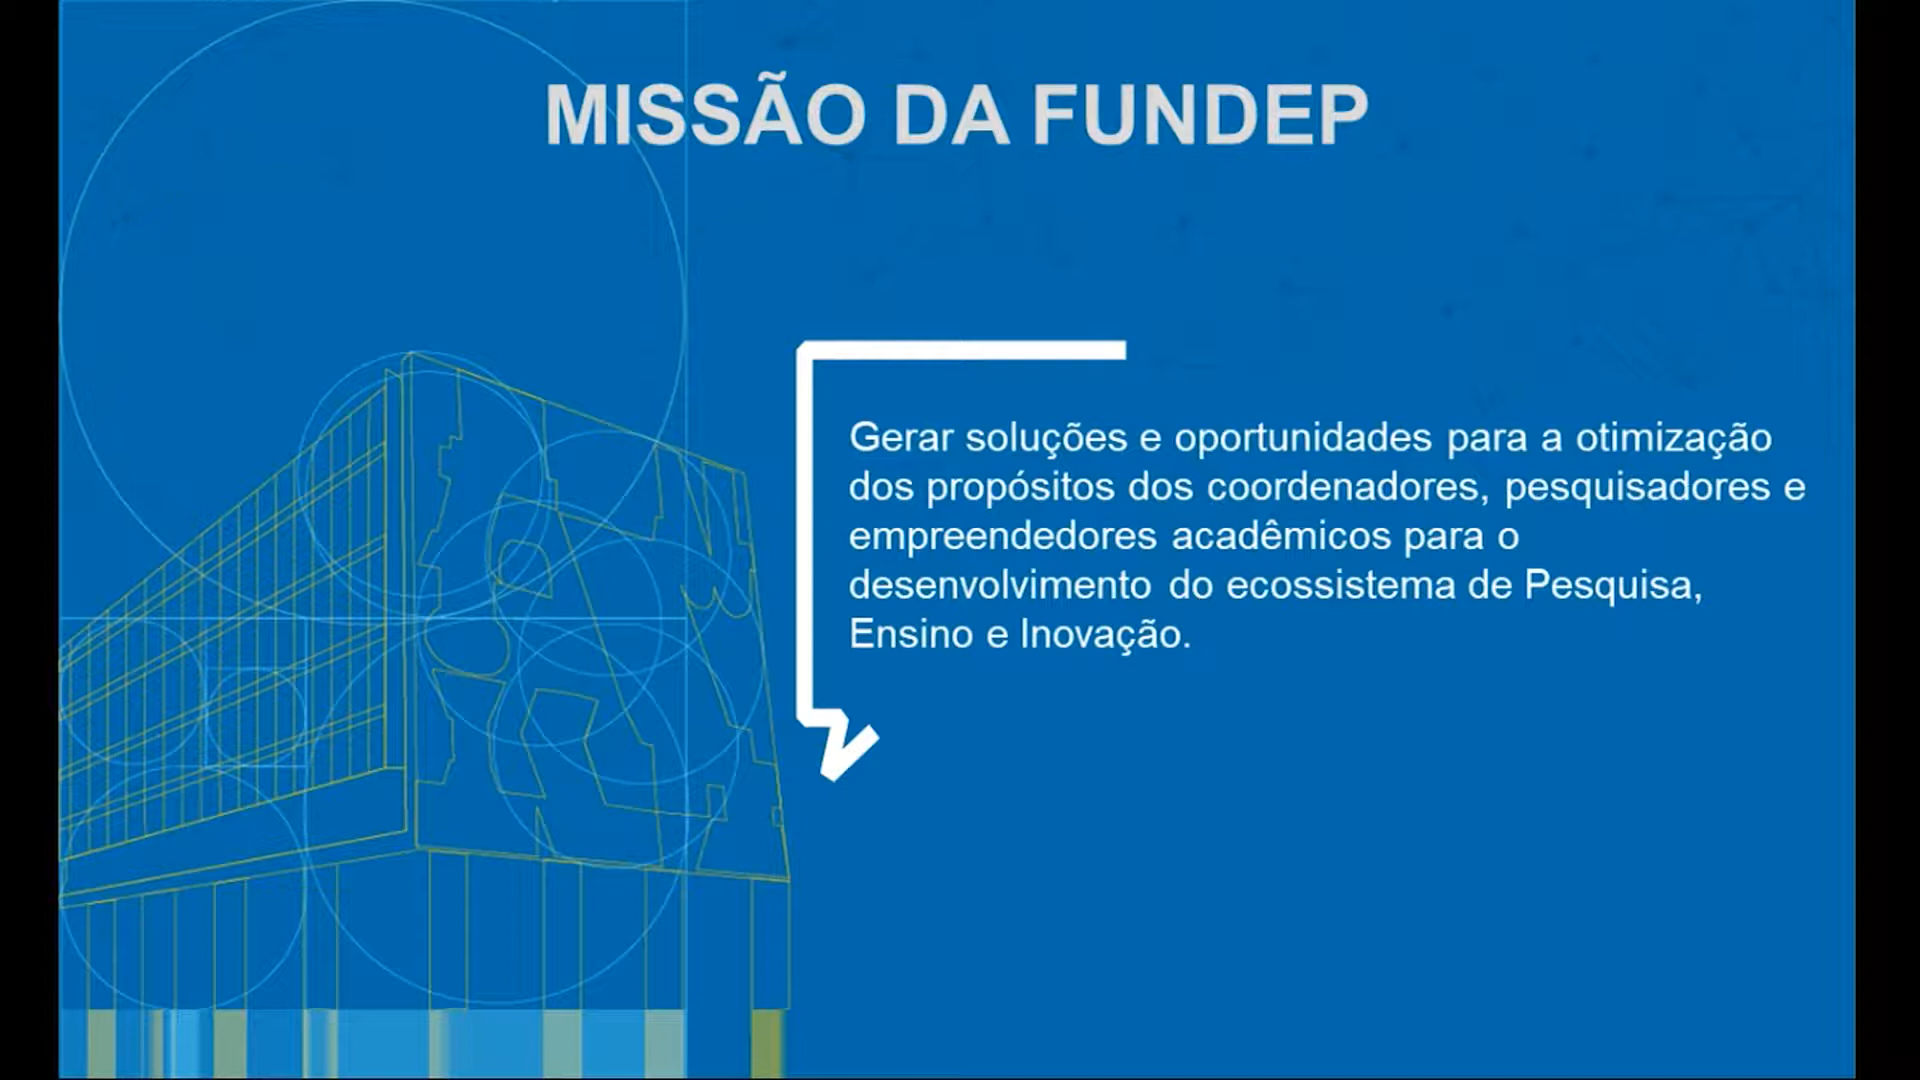 MISSÃO DA FUNDEP
Gerar soluções e oportunidades para a otimização
dos propósitos dos coordenadores, pesquisadores e
empreendedores acadêmicos para o
desenvolvimento do ecossistema de Pesquisa,
Ensino e Inovação.